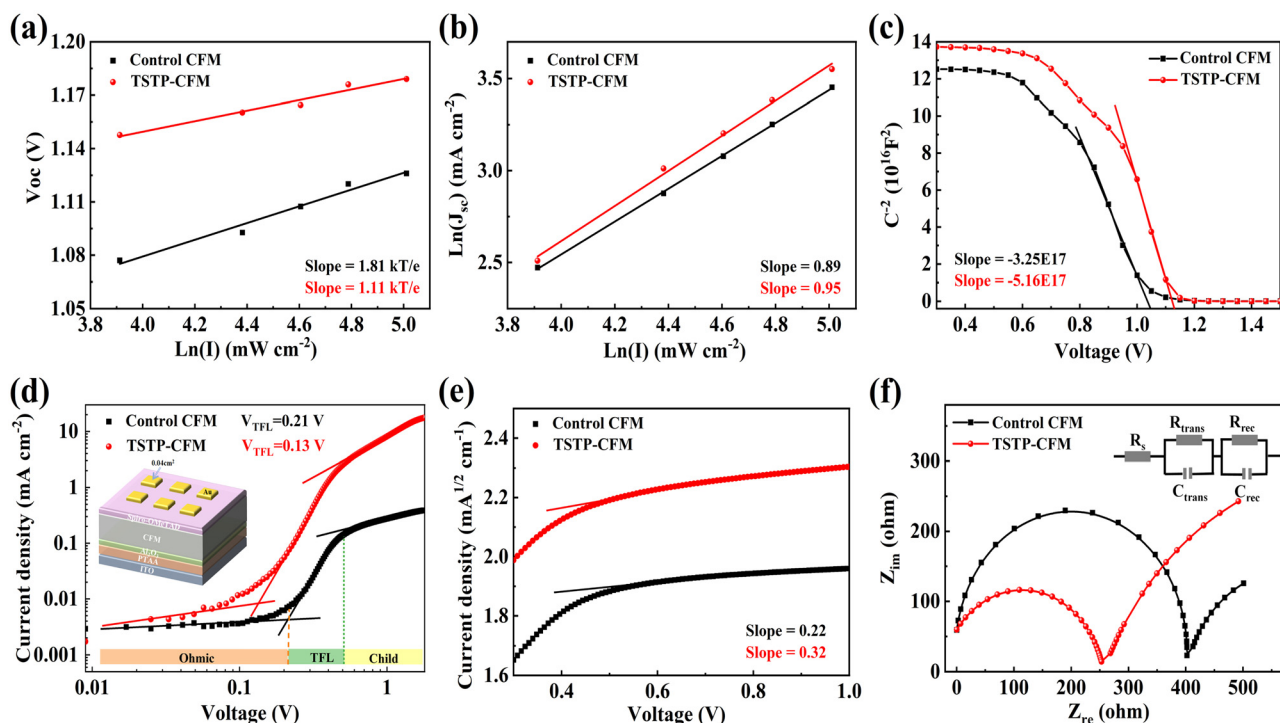 (a)
1.20
1.17
1.14
1.11
1.08
1.05
Voc (V)
Control CFM
TSTP-CFM
Slope = 1.81 kT/e
Slope = 1.11 kT/e
3.8 4.0 4.2 4.4 4.6 4.8 5.0
Ln(I) (mW cm⁻²)
(b)
3.5
3.0
2.5
Ln(Jsc) (mA cm⁻²)
Control CFM
TSTP-CFM
Slope = 0.89
Slope = 0.95
3.8 4.0 4.2 4.4 4.6 4.8 5.0
Ln(I) (mW cm⁻²)
(c)
14
12
10
8
6
4
2
0
C⁻² (10¹⁶F²)
Control CFM
TSTP-CFM
Slope = -3.25E17
Slope = -5.16E17
0.4 0.6 0.8 1.0 1.2 1.4
Voltage (V)
(d)
10
1
0.1
0.01
0.001
Current density (mA cm⁻²)
Control CFM
TSTP-CFM
VTFL=0.21 V
VTFL=0.13 V
0.04cm²
Au
CFM
PTAA
ITO
Ohmic TFL Child
0.01 0.1 1
Voltage (V)
(e)
2.4
2.2
2.0
1.8
1.6
Current density (mA¹ᐟ² cm⁻¹)
Control CFM
TSTP-CFM
Slope = 0.22
Slope = 0.32
0.4 0.6 0.8 1.0
Voltage (V)
(f)
300
200
100
0
Zim (ohm)
Control CFM
TSTP-CFM
Rs
Rtrans
Rrec
Ctrans
Crec
0 100 200 300 400 500
Zre (ohm)